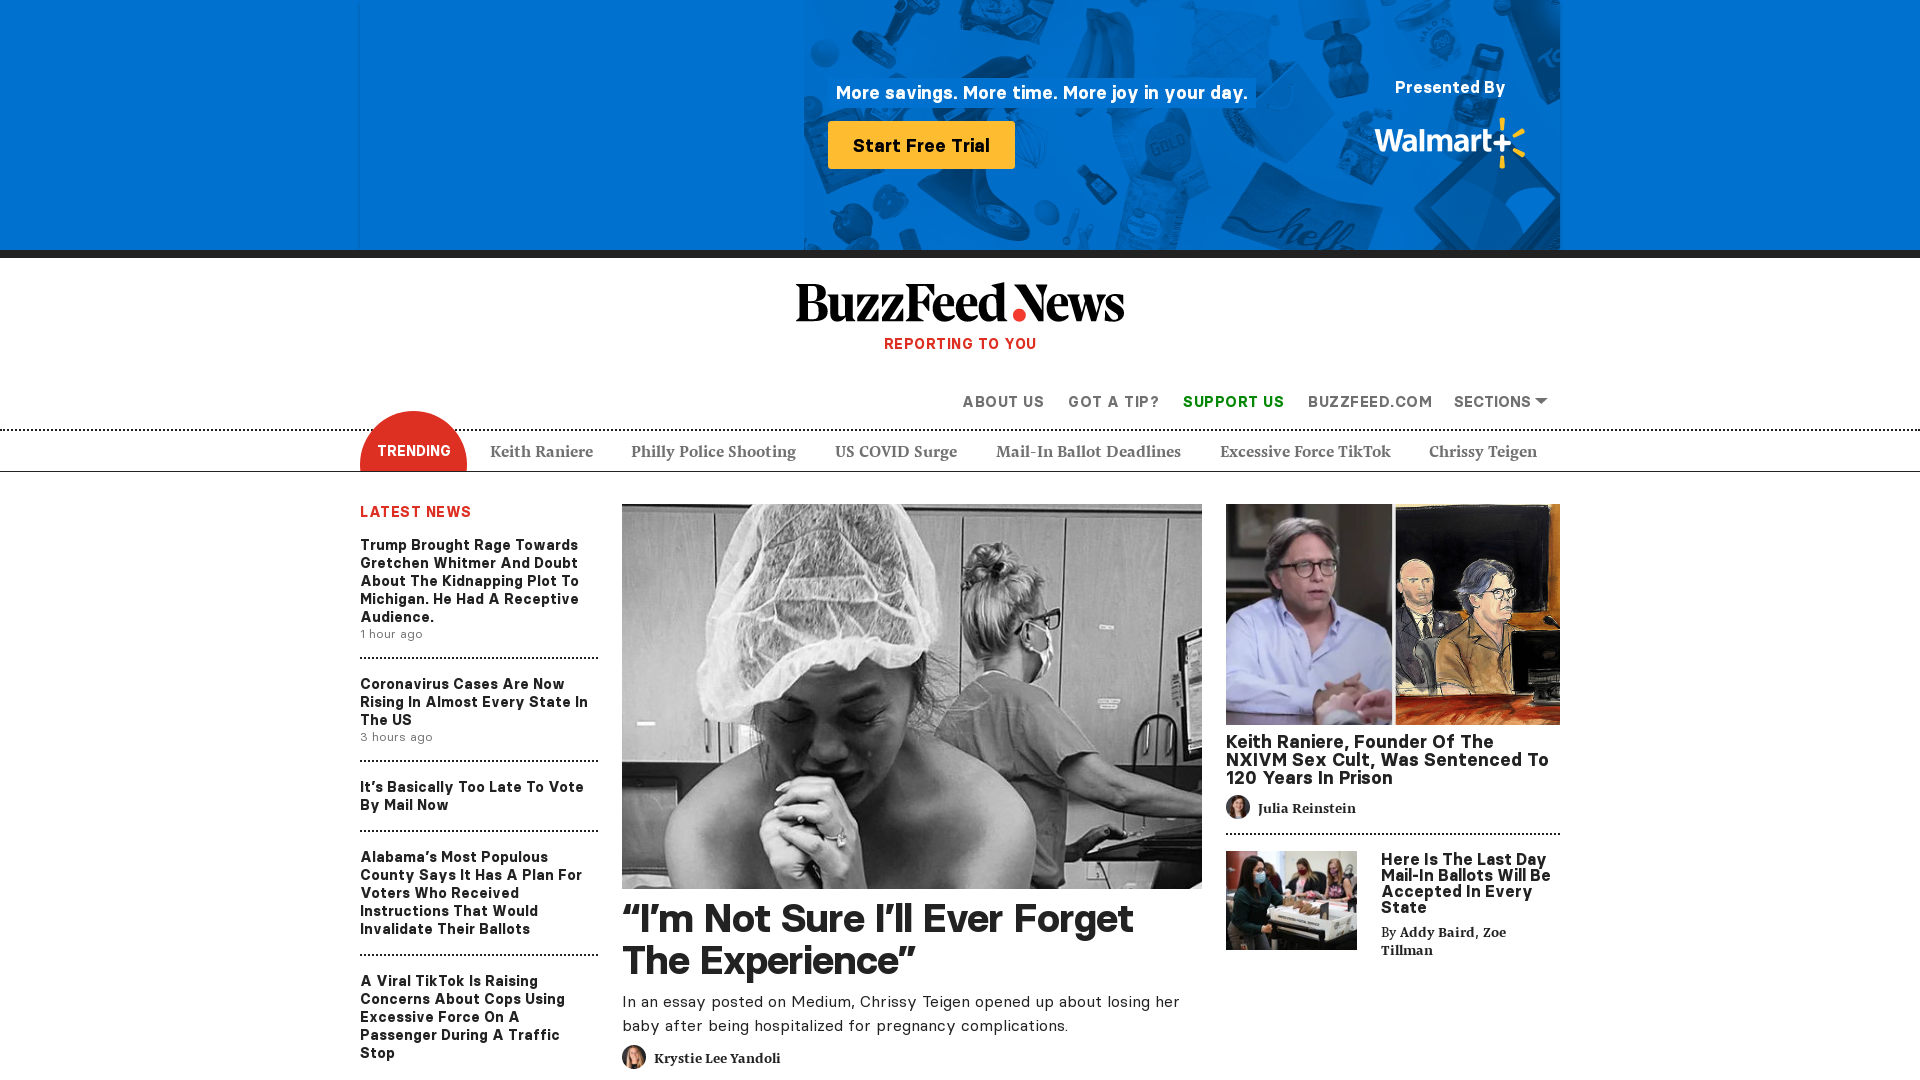 More savings. More time. More joy in your day.
Start Free Trial
Presented By
Walmart+
BuzzFeed News
REPORTING TO YOU
ABOUT US
GOT A TIP?
SUPPORT US
BUZZFEED.COM
SECTIONS
TRENDING
Keith Raniere
Philly Police Shooting
US COVID Surge
Mail-In Ballot Deadlines
Excessive Force TikTok
Chrissy Teigen
LATEST NEWS
Trump Brought Rage Towards
Gretchen Whitmer And Doubt
About The Kidnapping Plot To
Michigan. He Had A Receptive
Audience.
1 hour ago
Coronavirus Cases Are Now
Rising In Almost Every State In
The US
3 hours ago
It’s Basically Too Late To Vote
By Mail Now
Alabama’s Most Populous
County Says It Has A Plan For
Voters Who Received
Instructions That Would
Invalidate Their Ballots
A Viral TikTok Is Raising
Concerns About Cops Using
Excessive Force On A
Passenger During A Traffic
Stop
“I’m Not Sure I’ll Ever Forget
The Experience”
In an essay posted on Medium, Chrissy Teigen opened up about losing her
baby after being hospitalized for pregnancy complications.
Krystie Lee Yandoli
Keith Raniere, Founder Of The
NXIVM Sex Cult, Was Sentenced To
120 Years In Prison
Julia Reinstein
Here Is The Last Day
Mail-In Ballots Will Be
Accepted In Every
State
By Addy Baird, Zoe
Tillman
hello
GOLD